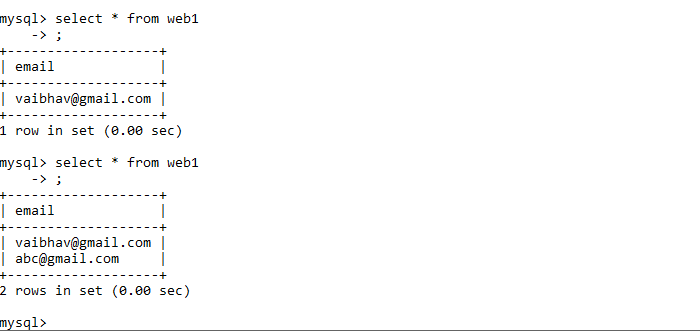 mysql> select * from web1
    -> ;
+-------------------+
| email             |
+-------------------+
| vaibhav@gmail.com |
+-------------------+
1 row in set (0.00 sec)

mysql> select * from web1
    -> ;
+-------------------+
| email             |
+-------------------+
| vaibhav@gmail.com |
| abc@gmail.com     |
+-------------------+
2 rows in set (0.00 sec)

mysql>